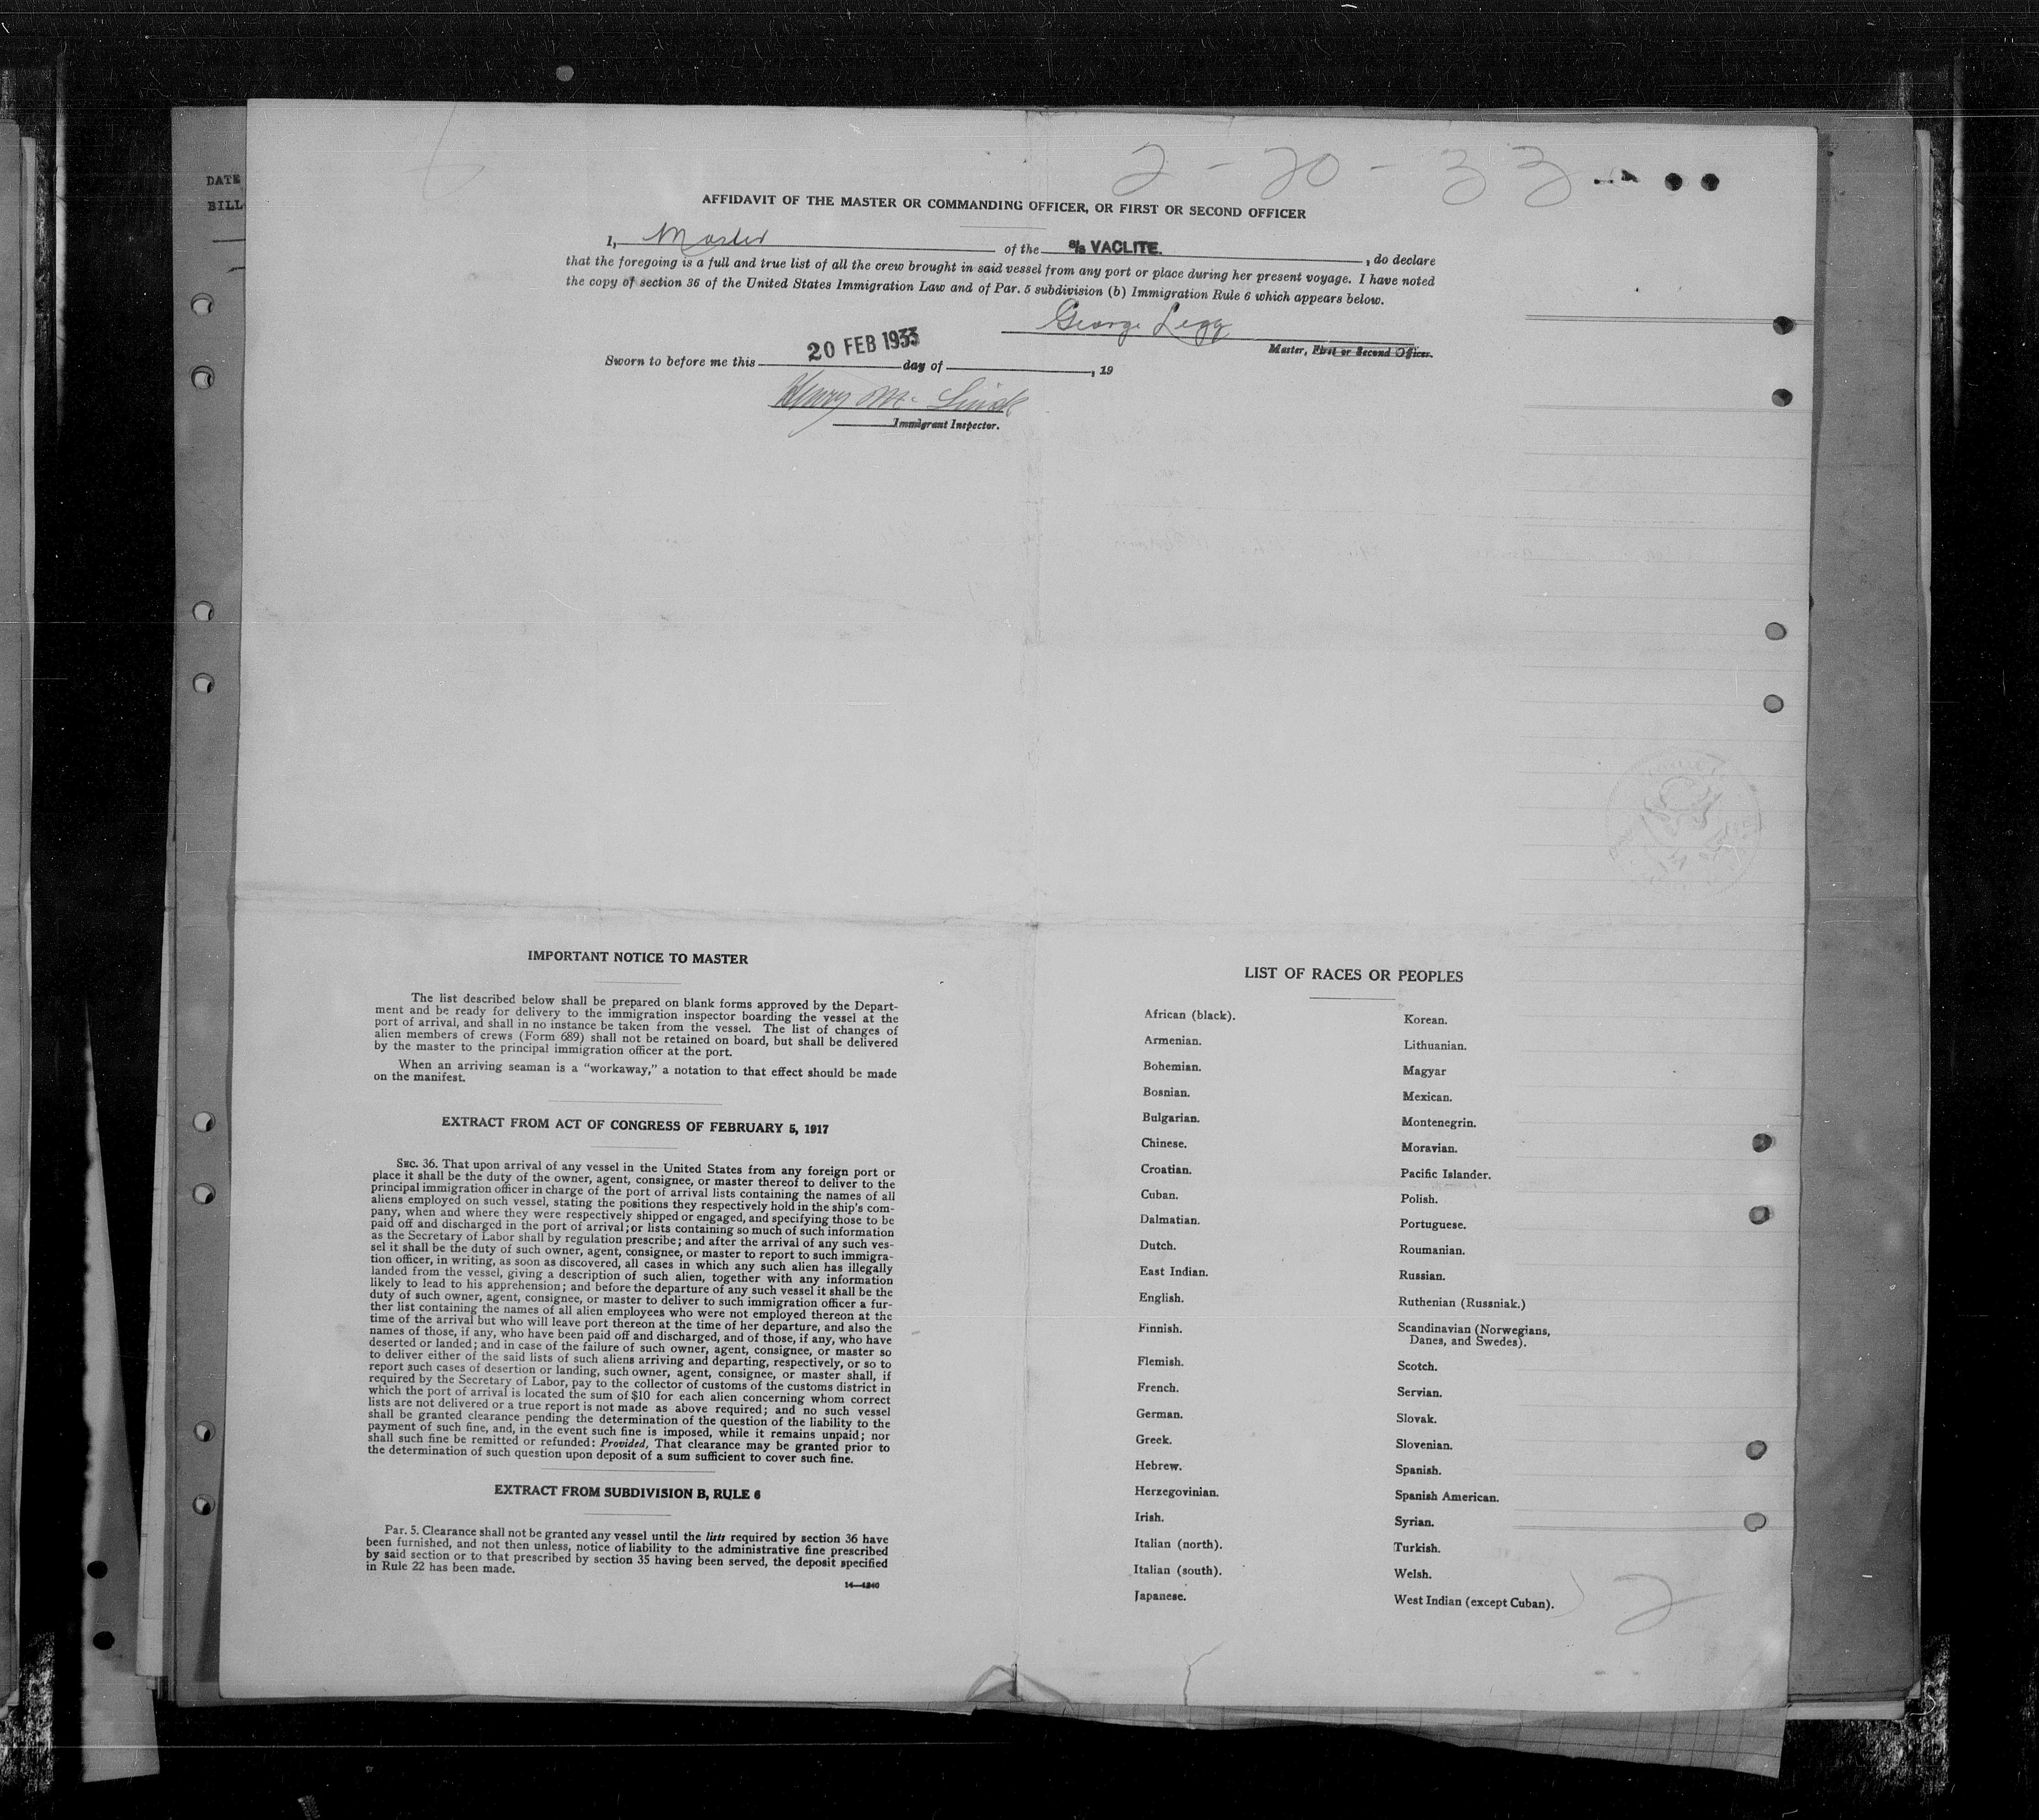 DATE
BILL
2-20-33
AFFIDAVIT OF THE MASTER OR COMMANDING OFFICER, OR FIRST OR SECOND OFFICER
I, Master of the S/S VACLITE. , do declare
that the foregoing is a full and true list of all the crew brought in said vessel from any port or place during her present voyage. I have noted
the copy of section 36 of the United States Immigration Law and of Par. 5 subdivision (b) Immigration Rule 6 which appears below.
George Legg
Master, First or Second Officer.
Sworn to before me this 20 FEB 1933 day of , 19
Henry
Immigrant Inspector.
IMPORTANT NOTICE TO MASTER
The list described below shall be prepared on blank forms approved by the Depart-
ment and be ready for delivery to the immigration inspector boarding the vessel at the
port of arrival, and shall in no instance be taken from the vessel. The list of changes of
alien members of crews (Form 689) shall not be retained on board, but shall be delivered
by the master to the principal immigration officer at the port.
When an arriving seaman is a "workaway," a notation to that effect should be made
on the manifest.
EXTRACT FROM ACT OF CONGRESS OF FEBRUARY 5, 1917
SEC. 36. That upon arrival of any vessel in the United States from any foreign port or
place it shall be the duty of the owner, agent, consignee, or master thereof to deliver to the
principal immigration officer in charge of the port of arrival lists containing the names of all
aliens employed on such vessel, stating the positions they respectively hold in the ship's com-
pany, when and where they were respectively shipped or engaged, and specifying those to be
paid off and discharged in the port of arrival; or lists containing so much of such information
as the Secretary of Labor shall by regulation prescribe; and after the arrival of any such ves-
sel it shall be the duty of such owner, agent, consignee, or master to report to such immigra-
tion officer, in writing, as soon as discovered, all cases in which any such alien has illegally
landed from the vessel, giving a description of such alien, together with any information
likely to lead to his apprehension; and before the departure of any such vessel it shall be the
duty of such owner, agent, consignee, or master to deliver to such immigration officer a fur-
ther list containing the names of all alien employees who were not employed thereon at the
time of the arrival but who will leave port thereon at the time of her departure, and also the
names of those, if any, who have been paid off and discharged, and of those, if any, who have
deserted or landed; and in case of the failure of such owner, agent, consignee, or master so
to deliver either of the said lists of such aliens arriving and departing, respectively, or so to
report such cases of desertion or landing, such owner, agent, consignee, or master shall, if
required by the Secretary of Labor, pay to the collector of customs of the customs district in
which the port of arrival is located the sum of $10 for each alien concerning whom correct
lists are not delivered or a true report is not made as above required; and no such vessel
shall be granted clearance pending the determination of the question of the liability to the
payment of such fine, and, in the event such fine is imposed, while it remains unpaid; nor
shall such fine be remitted or refunded: Provided, That clearance may be granted prior to
the determination of such question upon deposit of a sum sufficient to cover such fine.
EXTRACT FROM SUBDIVISION B, RULE 6
Par. 5. Clearance shall not be granted any vessel until the lists required by section 36 have
been furnished, and not then unless, notice of liability to the administrative fine prescribed
by said section or to that prescribed by section 35 having been served, the deposit specified
in Rule 22 has been made.
14—1240
LIST OF RACES OR PEOPLES
African (black).
Armenian.
Bohemian.
Bosnian.
Bulgarian.
Chinese.
Croatian.
Cuban.
Dalmatian.
Dutch.
East Indian.
English.
Finnish.
Flemish.
French.
German.
Greek.
Hebrew.
Herzegovinian.
Irish.
Italian (north).
Italian (south).
Japanese.
Korean.
Lithuanian.
Magyar
Mexican.
Montenegrin.
Moravian.
Pacific Islander.
Polish.
Portuguese.
Roumanian.
Russian.
Ruthenian (Russniak.)
Scandinavian (Norwegians,
Danes, and Swedes).
Scotch.
Servian.
Slovak.
Slovenian.
Spanish.
Spanish American.
Syrian.
Turkish.
Welsh.
West Indian (except Cuban).
2